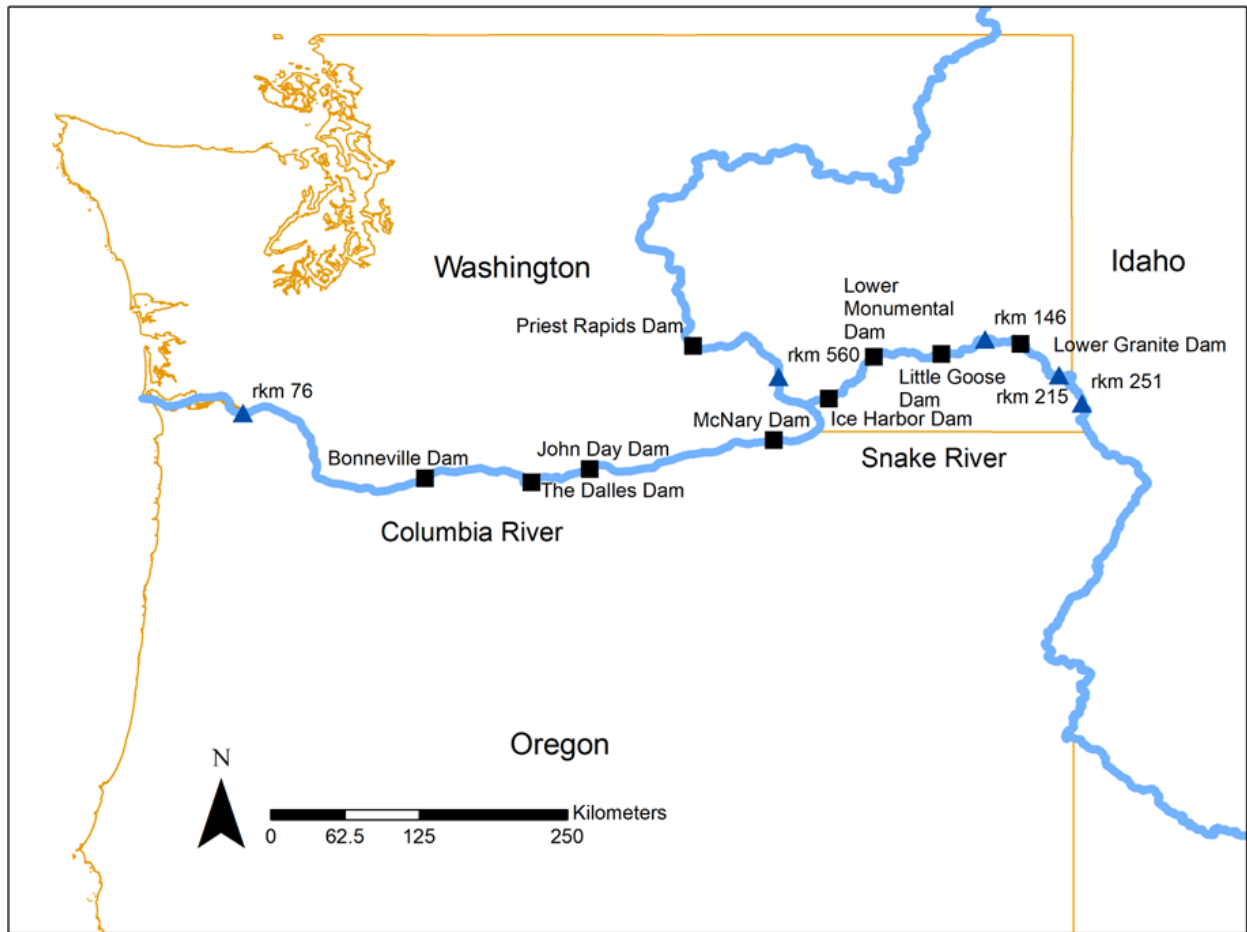 Washington
Idaho
Lower
Monumental
Dam
rkm 146
Priest Rapids Dam
Lower Granite Dam
rkm 560
Little Goose
Dam
rkm 215
rkm 251
rkm 76
McNary Dam
Ice Harbor Dam
John Day Dam
Bonneville Dam
Snake River
The Dalles Dam
Columbia River
Oregon
N
Kilometers
0
62.5
125
250